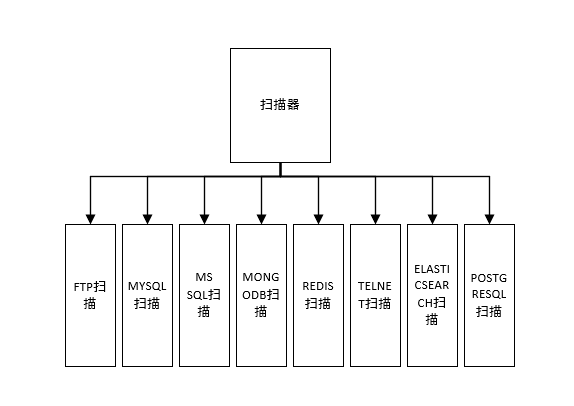 扫描器
FTP扫
描
MYSQL
扫描
MS
SQL扫
描
MONG
ODB扫
描
REDIS
扫描
TELNE
T扫描
ELASTI
CSEAR
CH扫
描
POSTG
RESQL
扫描